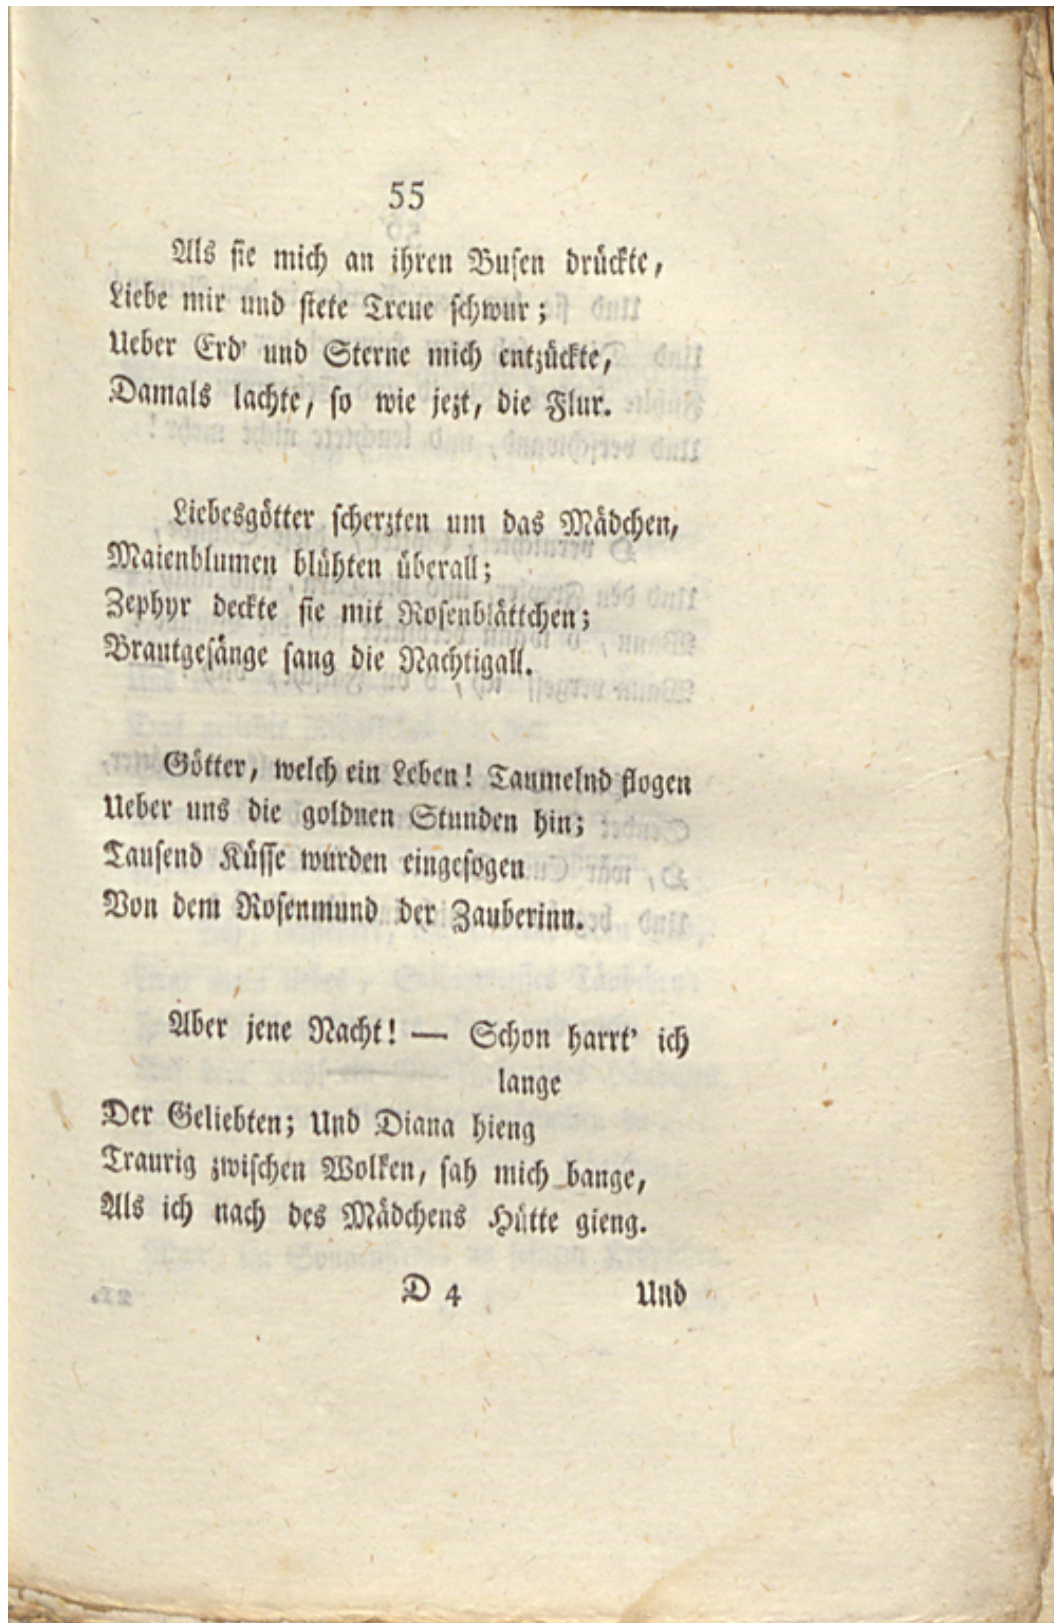 55
Als sie mich an ihren Busen drückte,
Liebe mir und stete Treue schwur;
Ueber Erd' und Sterne mich entzückte,
Damals lachte, so wie jezt, die Flur.
Liebesgötter scherzten um das Mädchen,
Maienblumen blühten überall;
Zephyr deckte sie mit Rosenblättchen;
Brautgesänge sang die Nachtigall.
Götter, welch ein Leben! Taumelnd flogen
Ueber uns die goldnen Stunden hin;
Tausend Küsse wurden eingesogen
Von dem Rosenmund der Zauberinn.
Aber jene Nacht! — Schon harrt' ich
lange
Der Geliebten; Und Diana hieng
Traurig zwischen Wolken, sah mich bange,
Als ich nach des Mädchens Hütte gieng.
D 4 Und